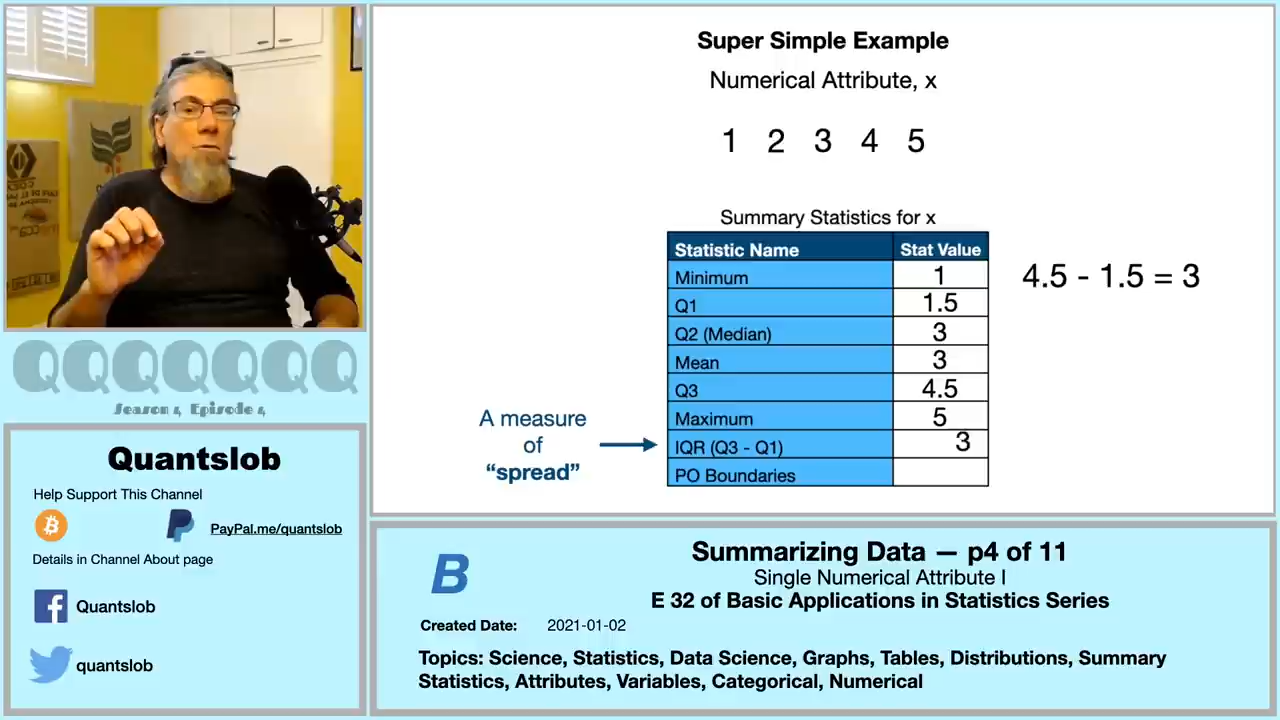 Super Simple Example
Numerical Attribute, x
1 2 3 4 5
Summary Statistics for x
Statistic Name Stat Value
Minimum 1
Q1 1.5
Q2 (Median) 3
Mean 3
Q3 4.5
Maximum 5
IQR (Q3 - Q1) 3
PO Boundaries
4.5 - 1.5 = 3
A measure
of
“spread”
QQQQQQQ
Season 4 Episode 4
Quantslob
Help Support This Channel
PayPal.me/quantslob
Details in Channel About page
Quantslob
quantslob
B
Summarizing Data — p4 of 11
Single Numerical Attribute I
E 32 of Basic Applications in Statistics Series
Created Date: 2021-01-02
Topics: Science, Statistics, Data Science, Graphs, Tables, Distributions, Summary
Statistics, Attributes, Variables, Categorical, Numerical